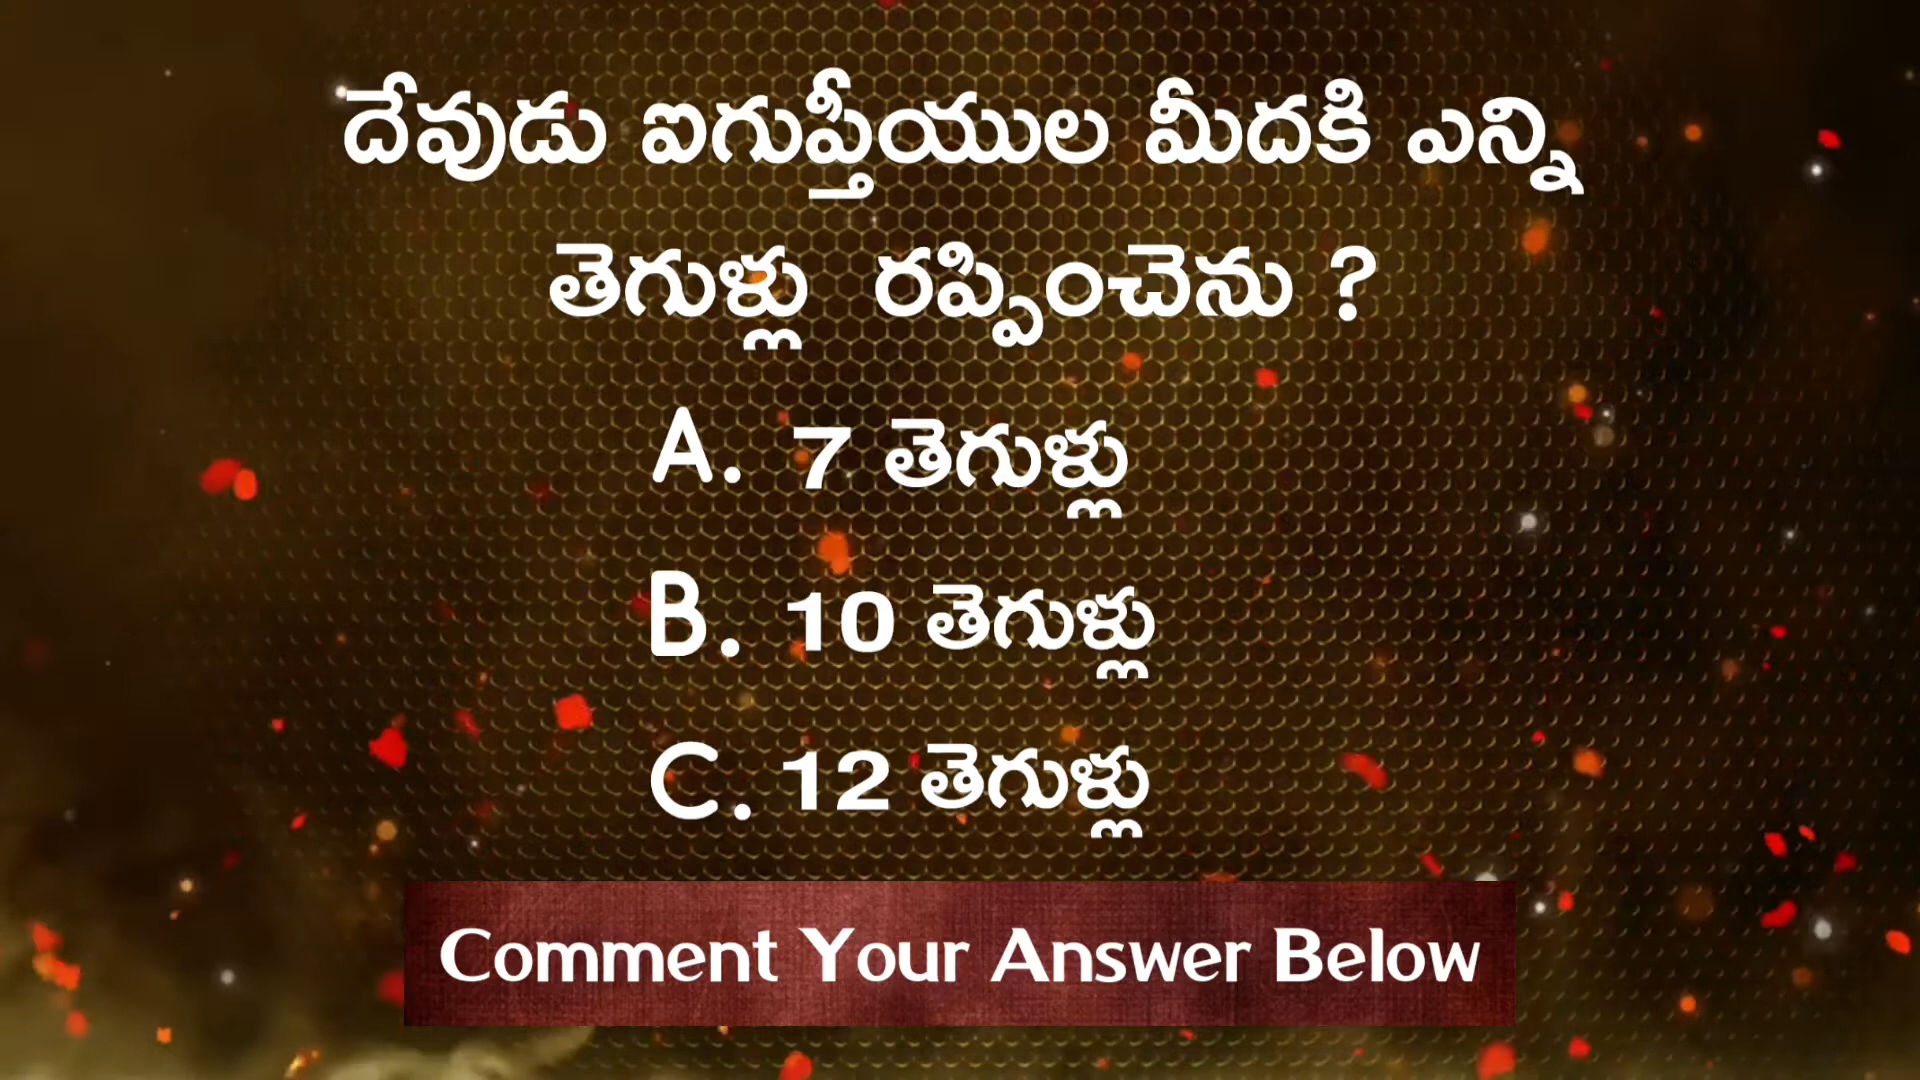 దేవుడు ఐగుప్తీయుల మీదకి ఎన్ని
తెగుళ్లు రప్పించెను ?
A. 7 తెగుళ్లు
B. 10 తెగుళ్లు
C. 12 తెగుళ్లు
Comment Your Answer Below